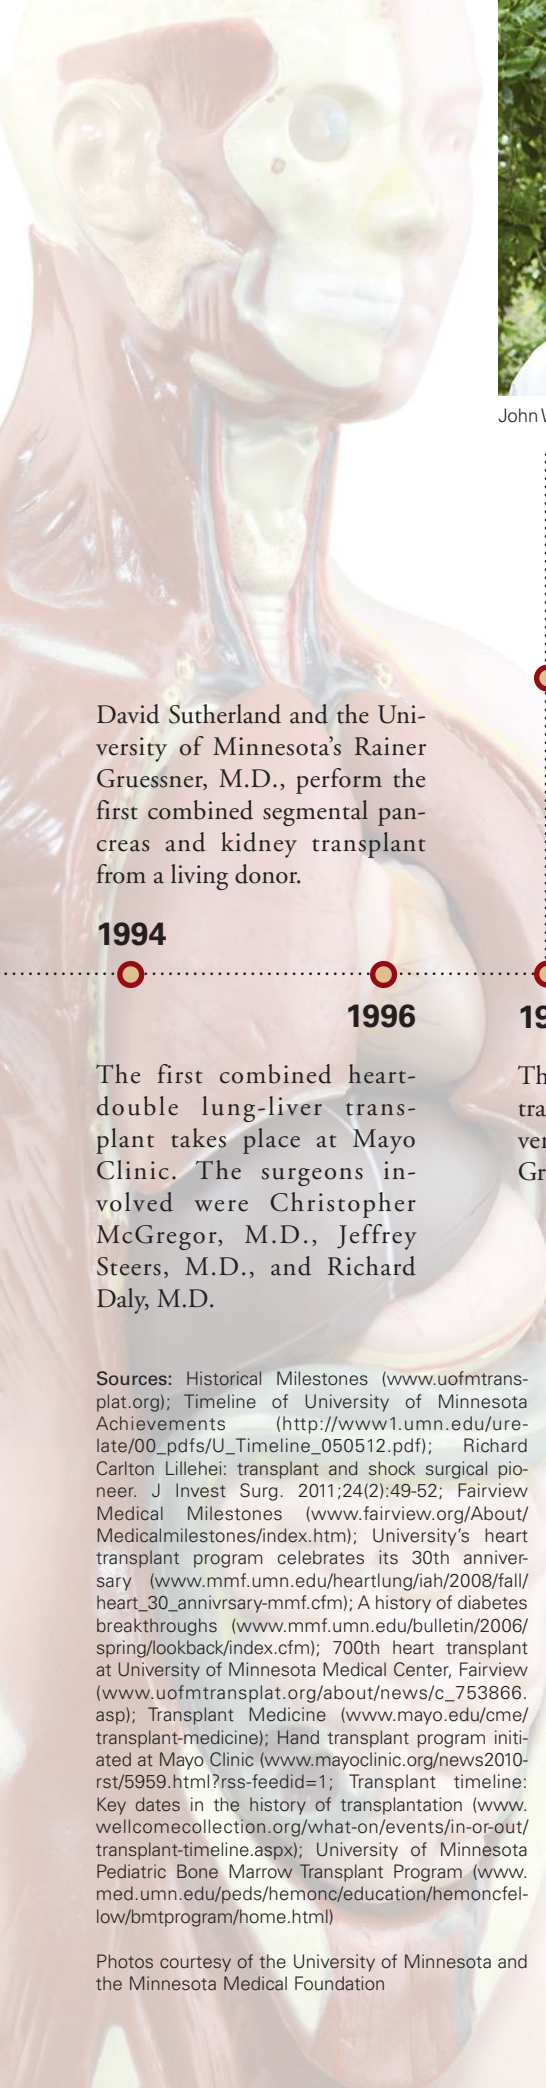 John
David Sutherland and the Uni-
versity of Minnesota's Rainer
Gruessner, M.D., perform the
first combined segmental pan-
creas and kidney transplant
from a living donor.
1994
1996
The first combined heart-
double lung-liver trans-
plant takes place at Mayo
Clinic. The surgeons in-
volved were Christopher
McGregor, M.D., Jeffrey
Steers, M.D., and Richard
Daly, M.D.
19
Th
tra
ver
Gr
Sources: Historical Milestones (www.uofmtrans-
plat.org); Timeline of University of Minnesota
Achievements (http://www1.umn.edu/ure-
late/00_pdfs/U_Timeline_050512.pdf); Richard
Carlton Lillehei: transplant and shock surgical pio-
neer. J Invest Surg. 2011;24(2):49-52; Fairview
Medical Milestones (www.fairview.org/About/
Medicalmilestones/index.htm); University's heart
transplant program celebrates its 30th anniver-
sary (www.mmf.umn.edu/heartlung/iah/2008/fall/
heart_30_annivrsary-mmf.cfm); A history of diabetes
breakthroughs (www.mmf.umn.edu/bulletin/2006/
spring/lookback/index.cfm); 700th heart transplant
at University of Minnesota Medical Center, Fairview
(www.uofmtransplat.org/about/news/c_753866.
asp); Transplant Medicine (www.mayo.edu/cme/
transplant-medicine); Hand transplant program initi-
ated at Mayo Clinic (www.mayoclinic.org/news2010-
rst/5959.html?rss-feedid=1; Transplant timeline:
Key dates in the history of transplantation (www.
wellcomecollection.org/what-on/events/in-or-out/
transplant-timeline.aspx); University of Minnesota
Pediatric Bone Marrow Transplant Program (www.
med.umn.edu/peds/hemonc/education/hemoncfel-
low/bmtprogram/home.html)
Photos courtesy of the University of Minnesota and
the Minnesota Medical Foundation